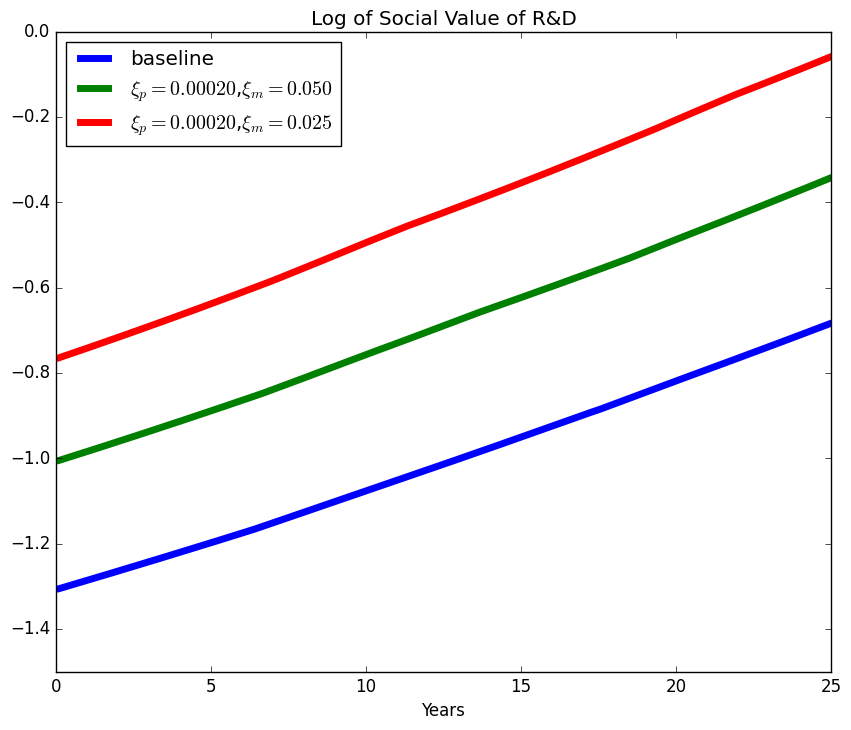 Log of Social Value of R&D
baseline
ξp = 0.00020,ξm = 0.050
ξp = 0.00020,ξm = 0.025
0.0
−0.2
−0.4
−0.6
−0.8
−1.0
−1.2
−1.4
0 5 10 15 20 25
Years